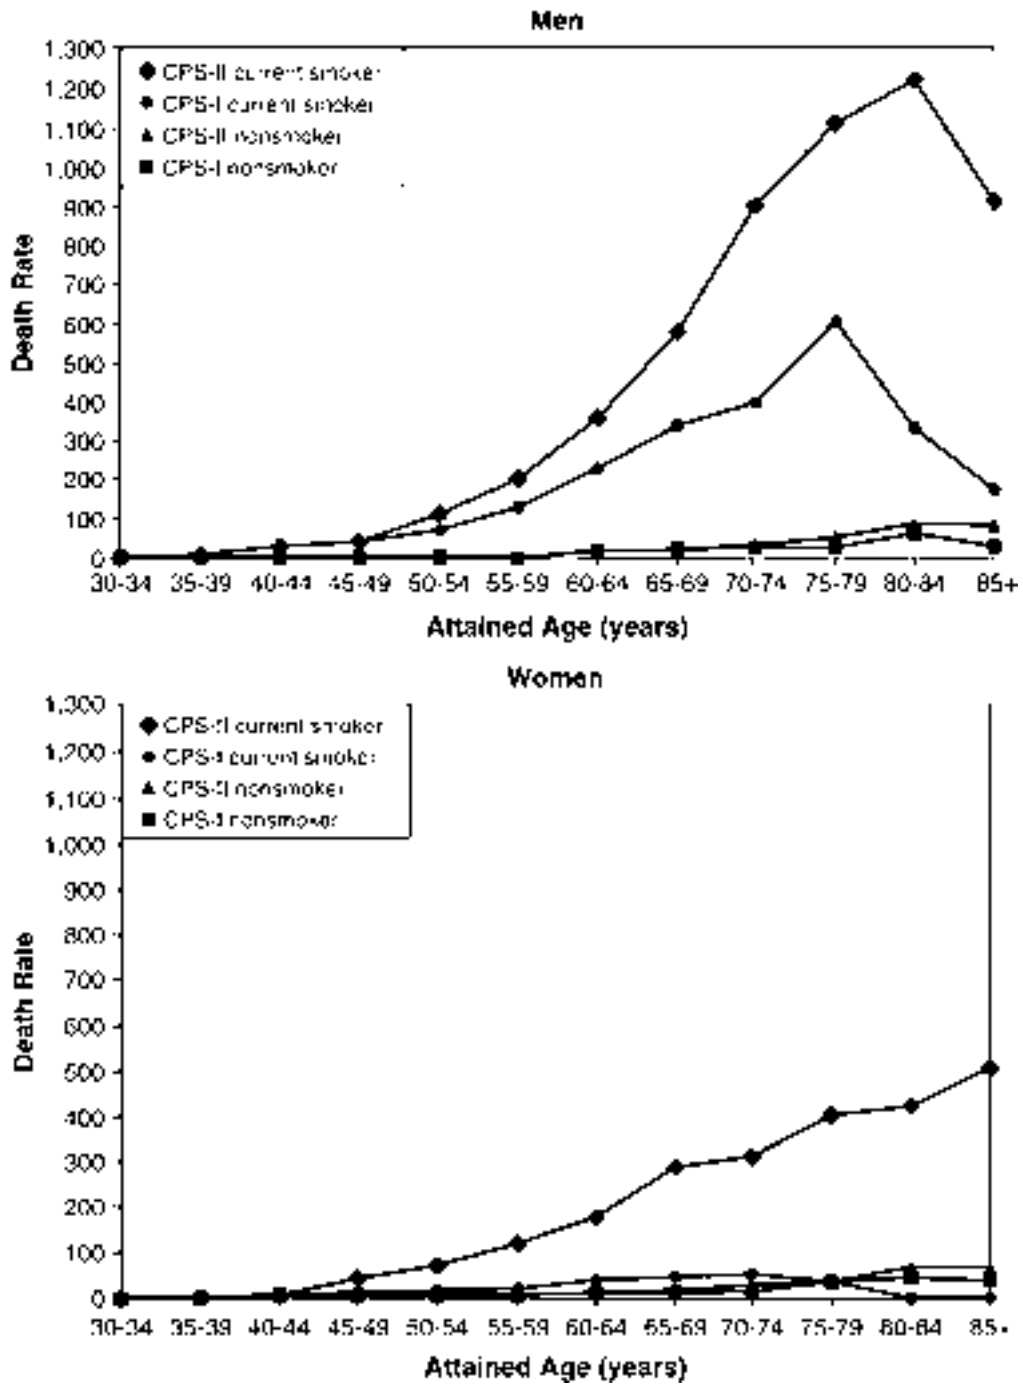 Men
1,300
1,200
1,100
1,000
900
800
700
600
500
400
300
200
100
0
Death Rate
CPS-II current smoker
CPS-I current smoker
CPS-II nonsmoker
CPS-I nonsmoker
30-34 35-39 40-44 45-49 50-54 55-59 60-64 65-69 70-74 75-79 80-84 85+
Attained Age (years)
Women
1,300
1,200
1,100
1,000
900
800
700
600
500
400
300
200
100
0
Death Rate
CPS-II current smoker
CPS-I current smoker
CPS-II nonsmoker
CPS-I nonsmoker
30-34 35-39 40-44 45-49 50-54 55-59 60-64 65-69 70-74 75-79 80-84 85+
Attained Age (years)